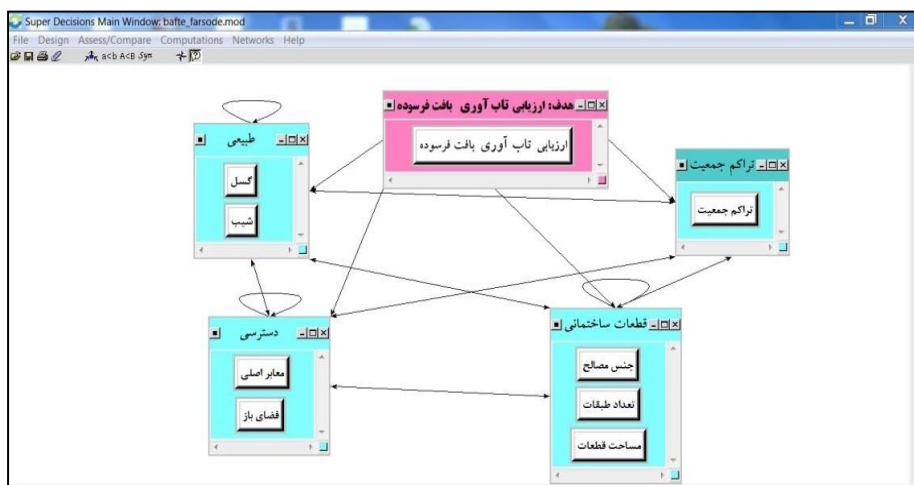 Super Decisions Main Window: bafte_farsode.mod
File Design Assess/Compare Computations Networks Help
a<b A<B Syn
هدف: ارزیابی تاب آوری بافت فرسوده
ارزیابی تاب آوری بافت فرسوده
طبیعی
گسل
شیب
تراکم جمعیت
تراکم جمعیت
دسترسی
معابر اصلی
فضای باز
قطعات ساختمانی
جنس مصالح
تعداد طبقات
مساحت قطعات